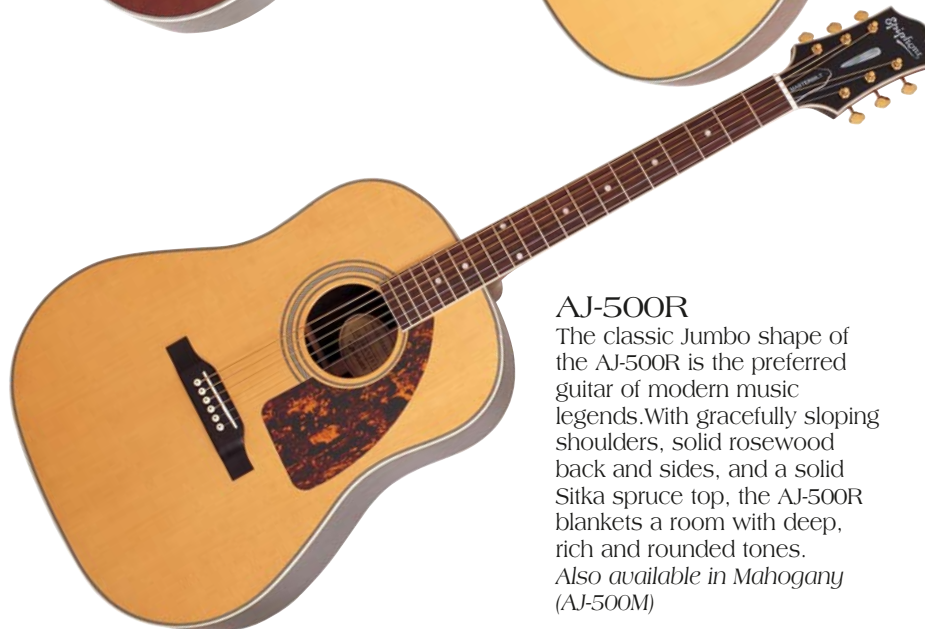 Epiphone
MASTERBILT
AJ-500R
The classic Jumbo shape of
the AJ-500R is the preferred
guitar of modern music
legends.With gracefully sloping
shoulders, solid rosewood
back and sides, and a solid
Sitka spruce top, the AJ-500R
blankets a room with deep,
rich and rounded tones.
Also available in Mahogany
(AJ-500M)